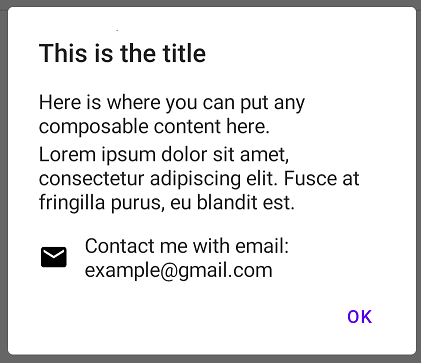 This is the title
Here is where you can put any
composable content here.
Lorem ipsum dolor sit amet,
consectetur adipiscing elit. Fusce at
fringilla purus, eu blandit est.
Contact me with email:
example@gmail.com
OK